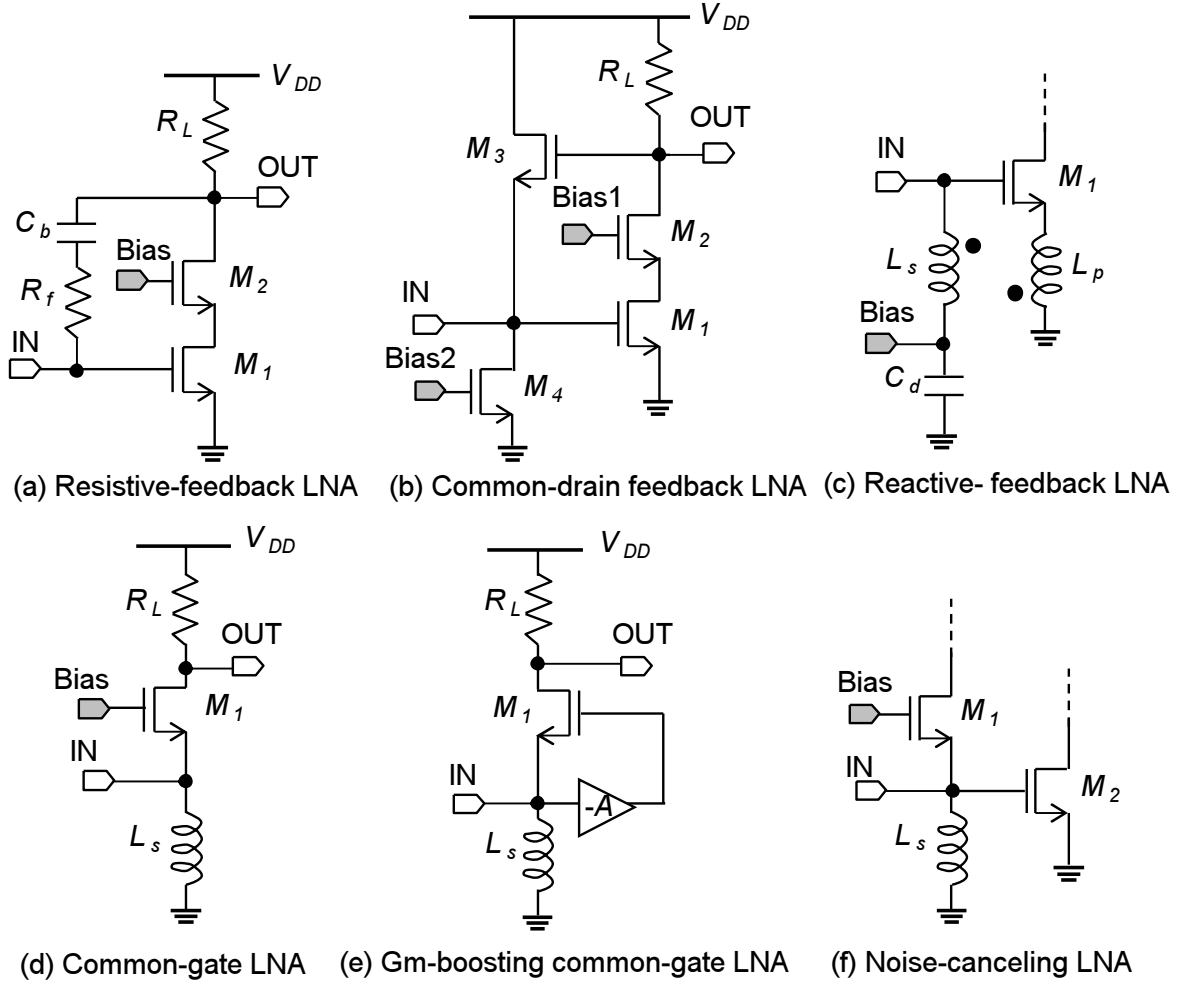 V DD
R L
OUT
C b
Bias
M 2
R f
IN
M 1
(a) Resistive-feedback LNA
V DD
R L
OUT
M 3
Bias1
M 2
IN
M 1
Bias2
M 4
(b) Common-drain feedback LNA
IN
M 1
L s
L p
Bias
C d
(c) Reactive- feedback LNA
V DD
R L
OUT
Bias
M 1
IN
L s
(d) Common-gate LNA
V DD
R L
OUT
M 1
IN
-A
L s
(e) Gm-boosting common-gate LNA
Bias
M 1
IN
M 2
L s
(f) Noise-canceling LNA